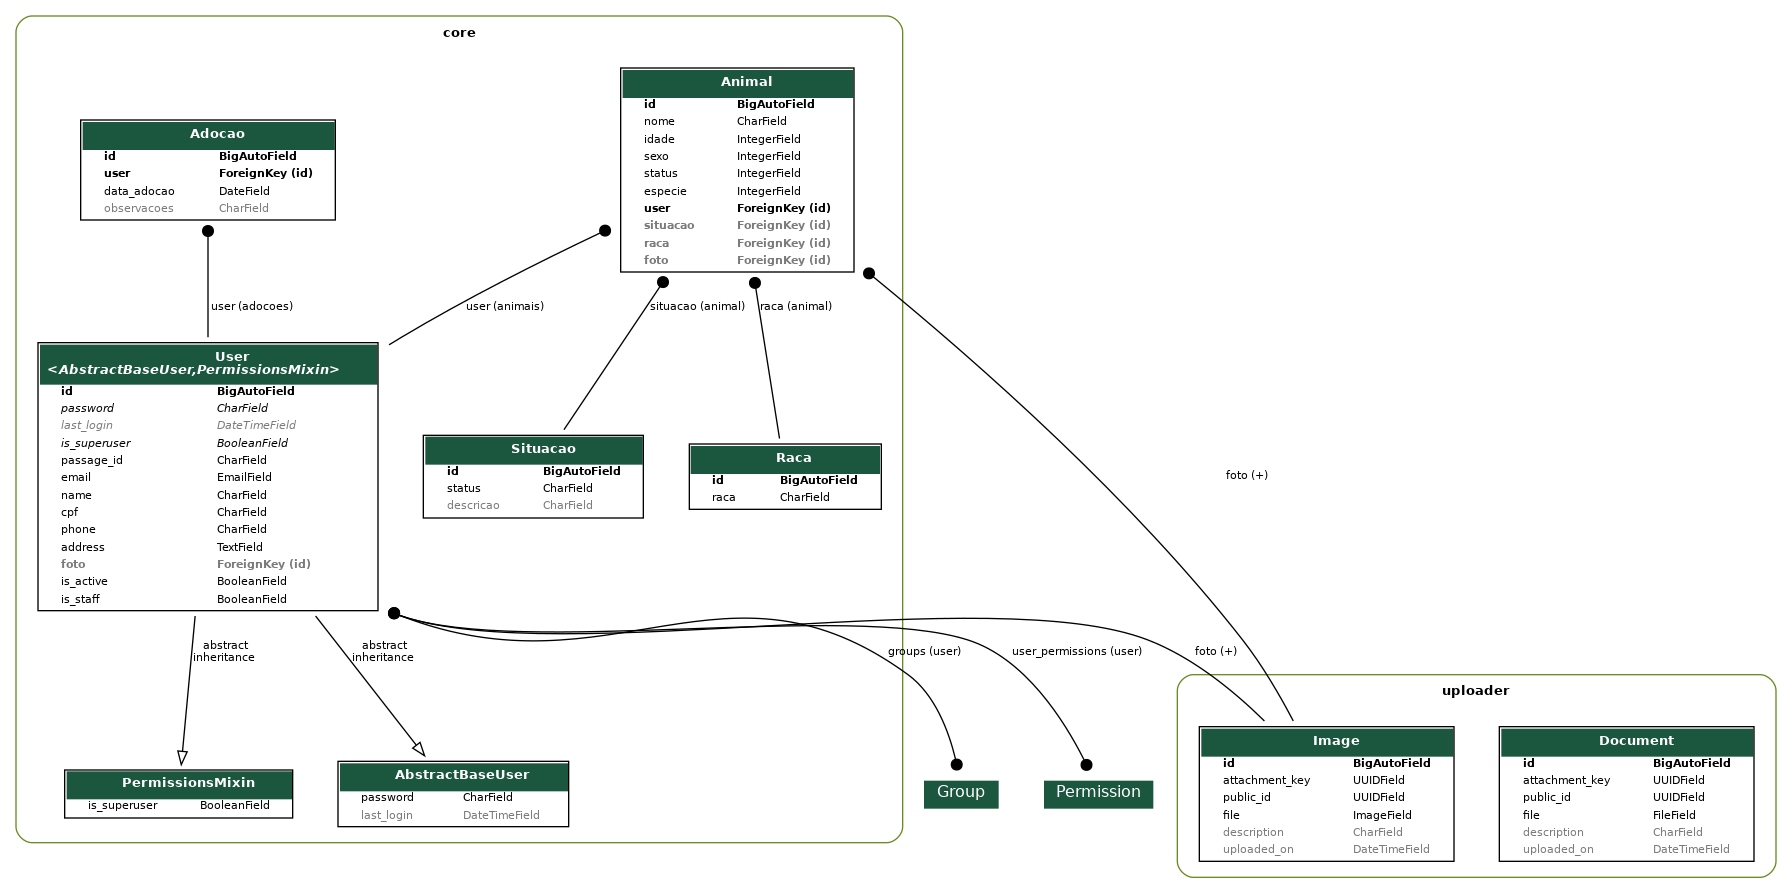 core
Animal
id BigAutoField
nome CharField
idade IntegerField
sexo IntegerField
status IntegerField
especie IntegerField
user ForeignKey (id)
situacao ForeignKey (id)
raca ForeignKey (id)
foto ForeignKey (id)
Adocao
id BigAutoField
user ForeignKey (id)
data_adocao DateField
observacoes CharField
user (adocoes)
user (animais)
situacao (animal)
raca (animal)
User
<AbstractBaseUser,PermissionsMixin>
id BigAutoField
password CharField
last_login DateTimeField
is_superuser BooleanField
passage_id CharField
email EmailField
name CharField
cpf CharField
phone CharField
address TextField
foto ForeignKey (id)
is_active BooleanField
is_staff BooleanField
Situacao
id BigAutoField
status CharField
descricao CharField
Raca
id BigAutoField
raca CharField
foto (+)
abstract
inheritance
abstract
inheritance
groups (user)
user_permissions (user)
foto (+)
PermissionsMixin
is_superuser BooleanField
AbstractBaseUser
password CharField
last_login DateTimeField
Group
Permission
uploader
Image
id BigAutoField
attachment_key UUIDField
public_id UUIDField
file ImageField
description CharField
uploaded_on DateTimeField
Document
id BigAutoField
attachment_key UUIDField
public_id UUIDField
file FileField
description CharField
uploaded_on DateTimeField